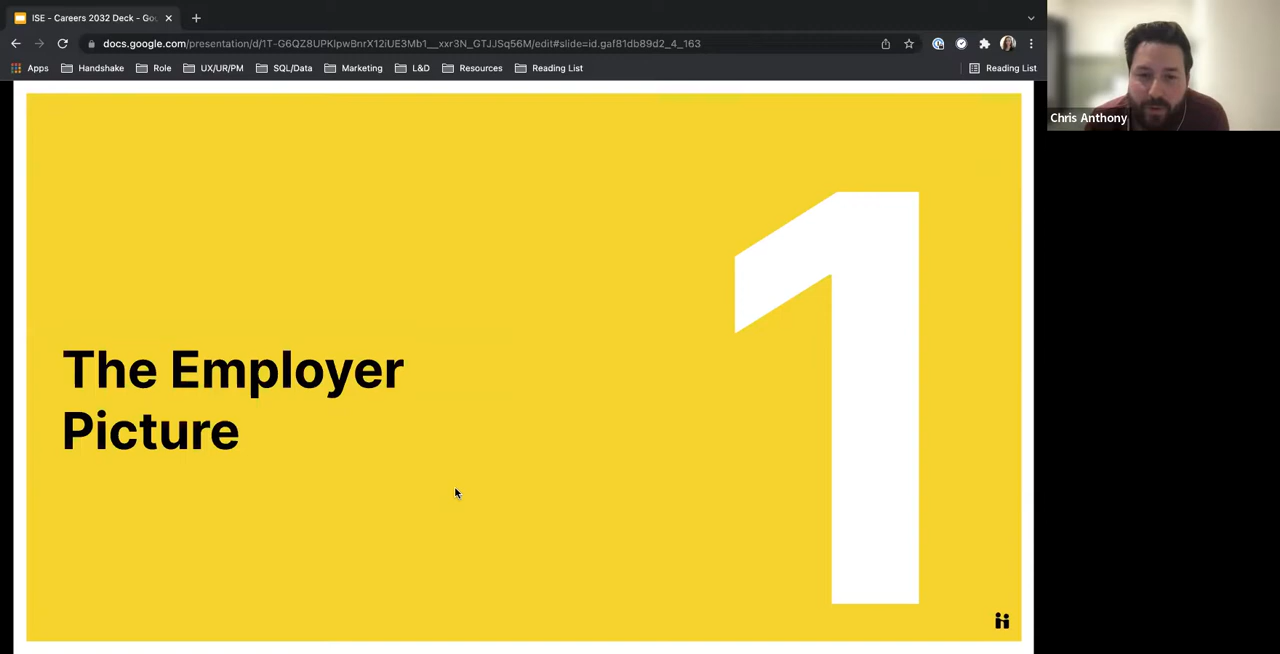 ISE - Careers 2032 Deck - Goo
docs.google.com/presentation/d/1T-G6QZ8UPKlpwBnrX12iUE3Mb1__xxr3N_GTJJSq56M/edit#slide=id.gaf81db89d2_4_163
Apps Handshake Role UX/UR/PM SQL/Data Marketing L&D Resources Reading List Reading List
Chris Anthony
1
The Employer
Picture